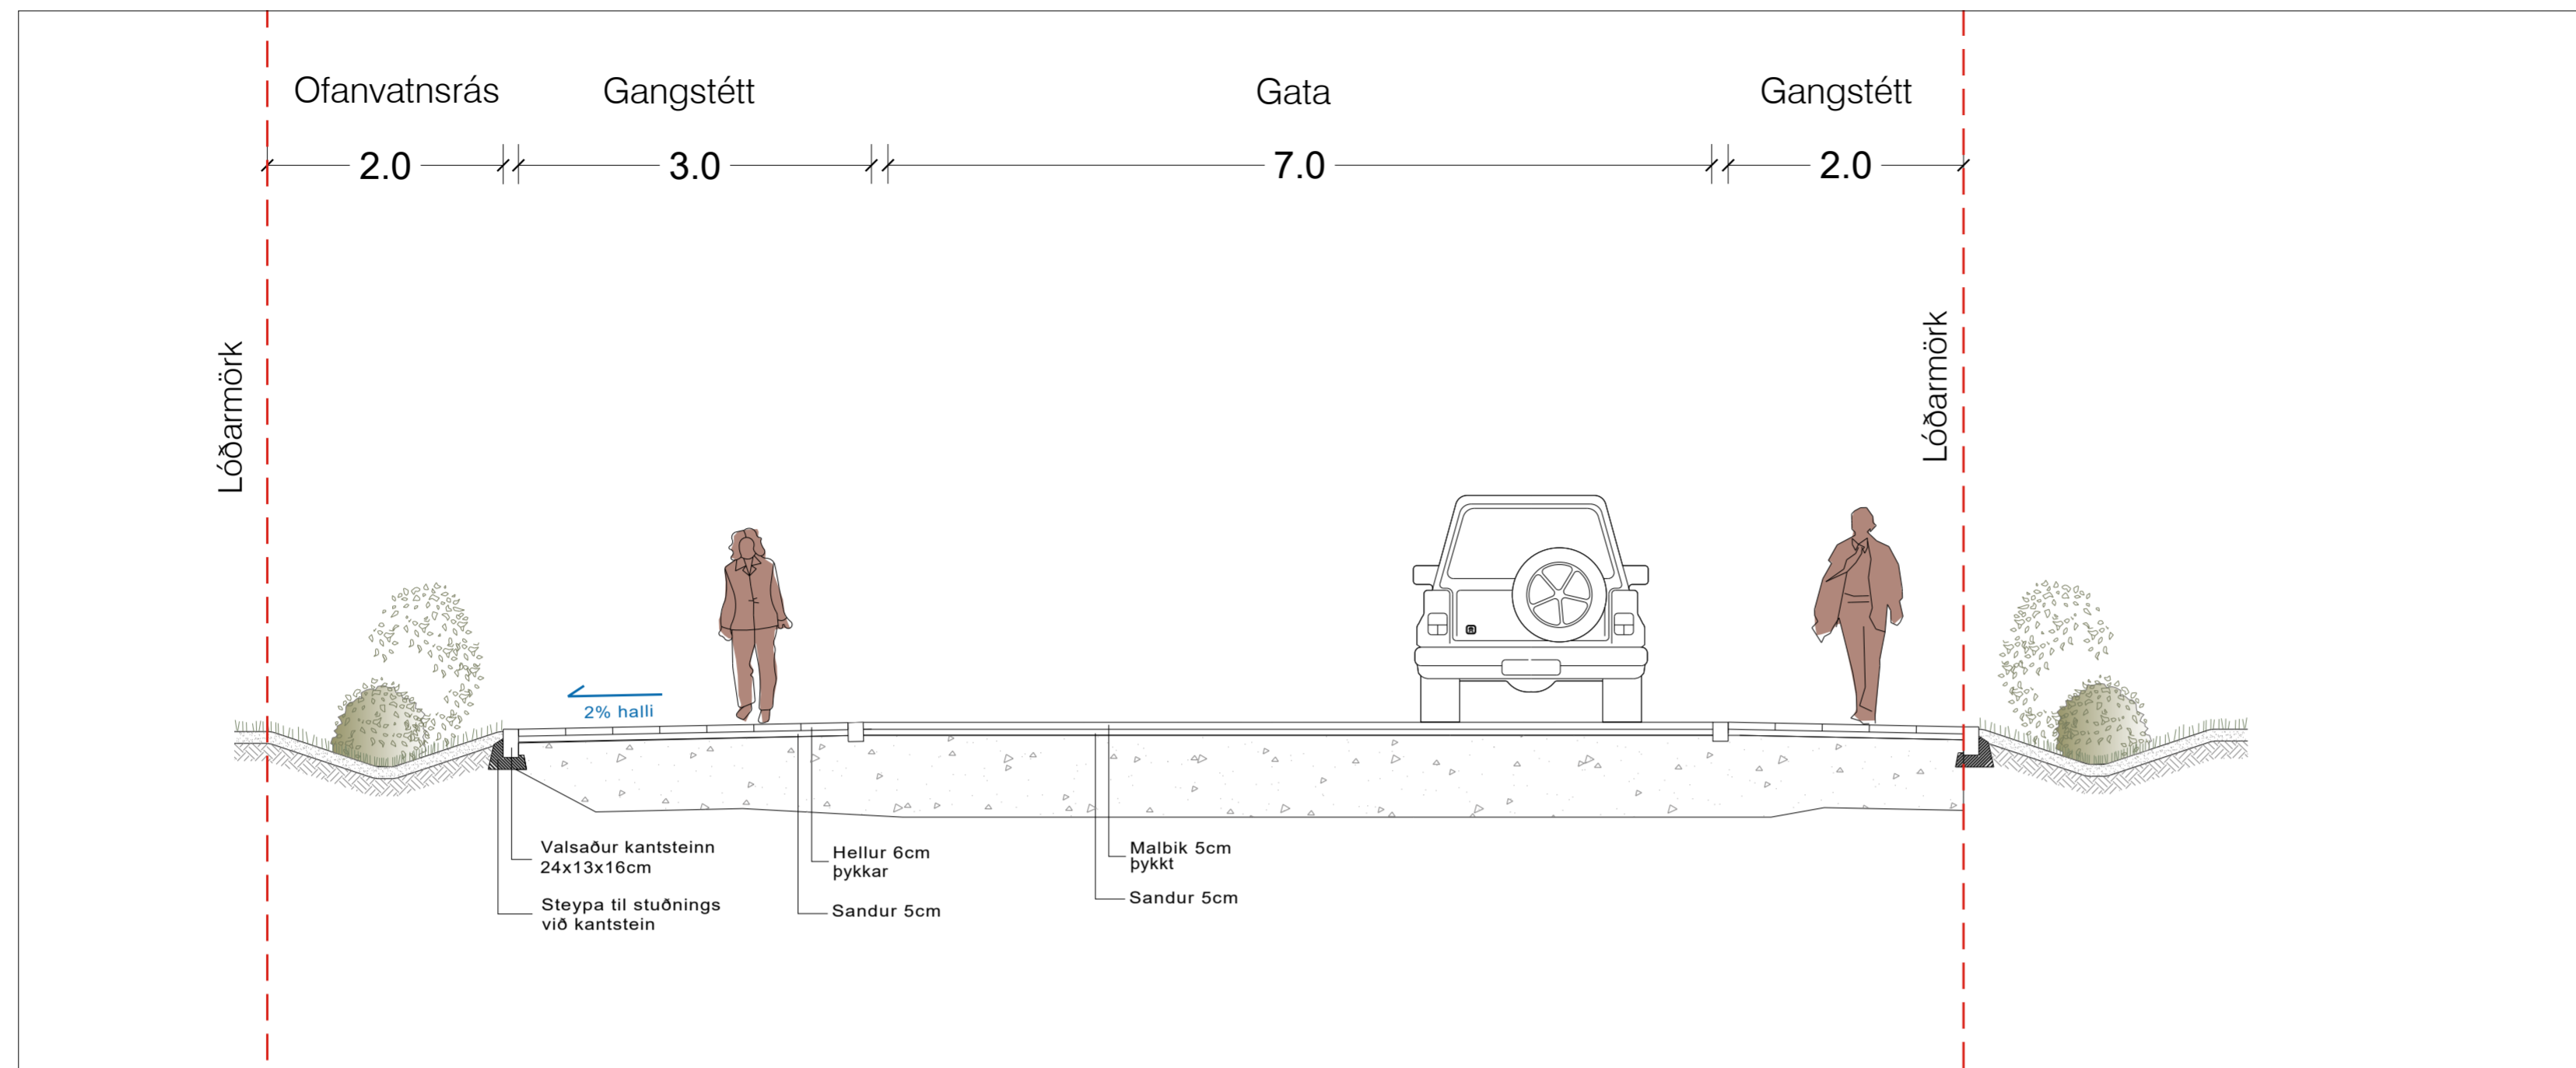 Ofanvatnsrás
Gangstétt
Gata
Gangstétt
2.0
3.0
7.0
2.0
Lóðarmörk
Lóðarmörk
2% halli
Valsaður kantsteinn
24x13x16cm
Steypa til stuðnings
við kantstein
Hellur 6cm
þykkar
Sandur 5cm
Malbik 5cm
þykkt
Sandur 5cm